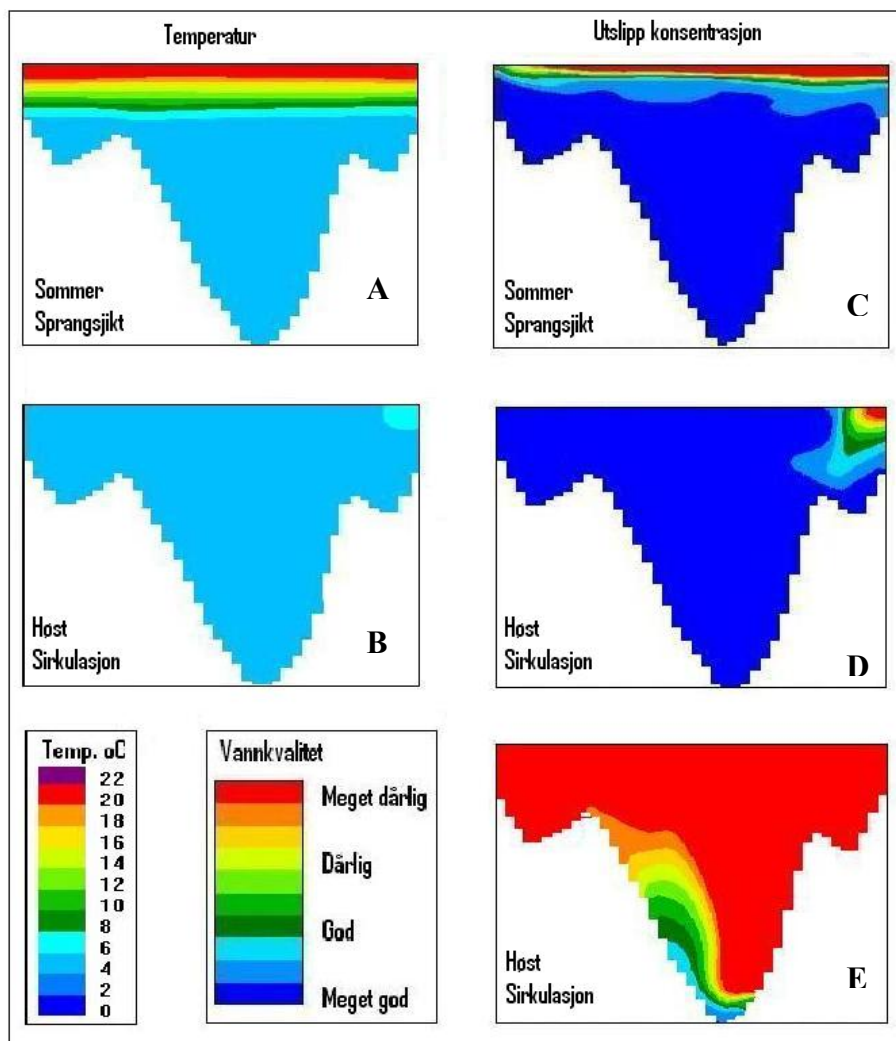 Temperatur
Utslipp konsentrasjon
Sommer
Sprangsjikt
A
Sommer
Sprangsjikt
C
Høst
Sirkulasjon
B
Høst
Sirkulasjon
D
Temp. oC
22
20
18
16
14
12
10
8
6
4
2
0
Vannkvalitet
Meget dårlig
Dårlig
God
Meget god
Høst
Sirkulasjon
E